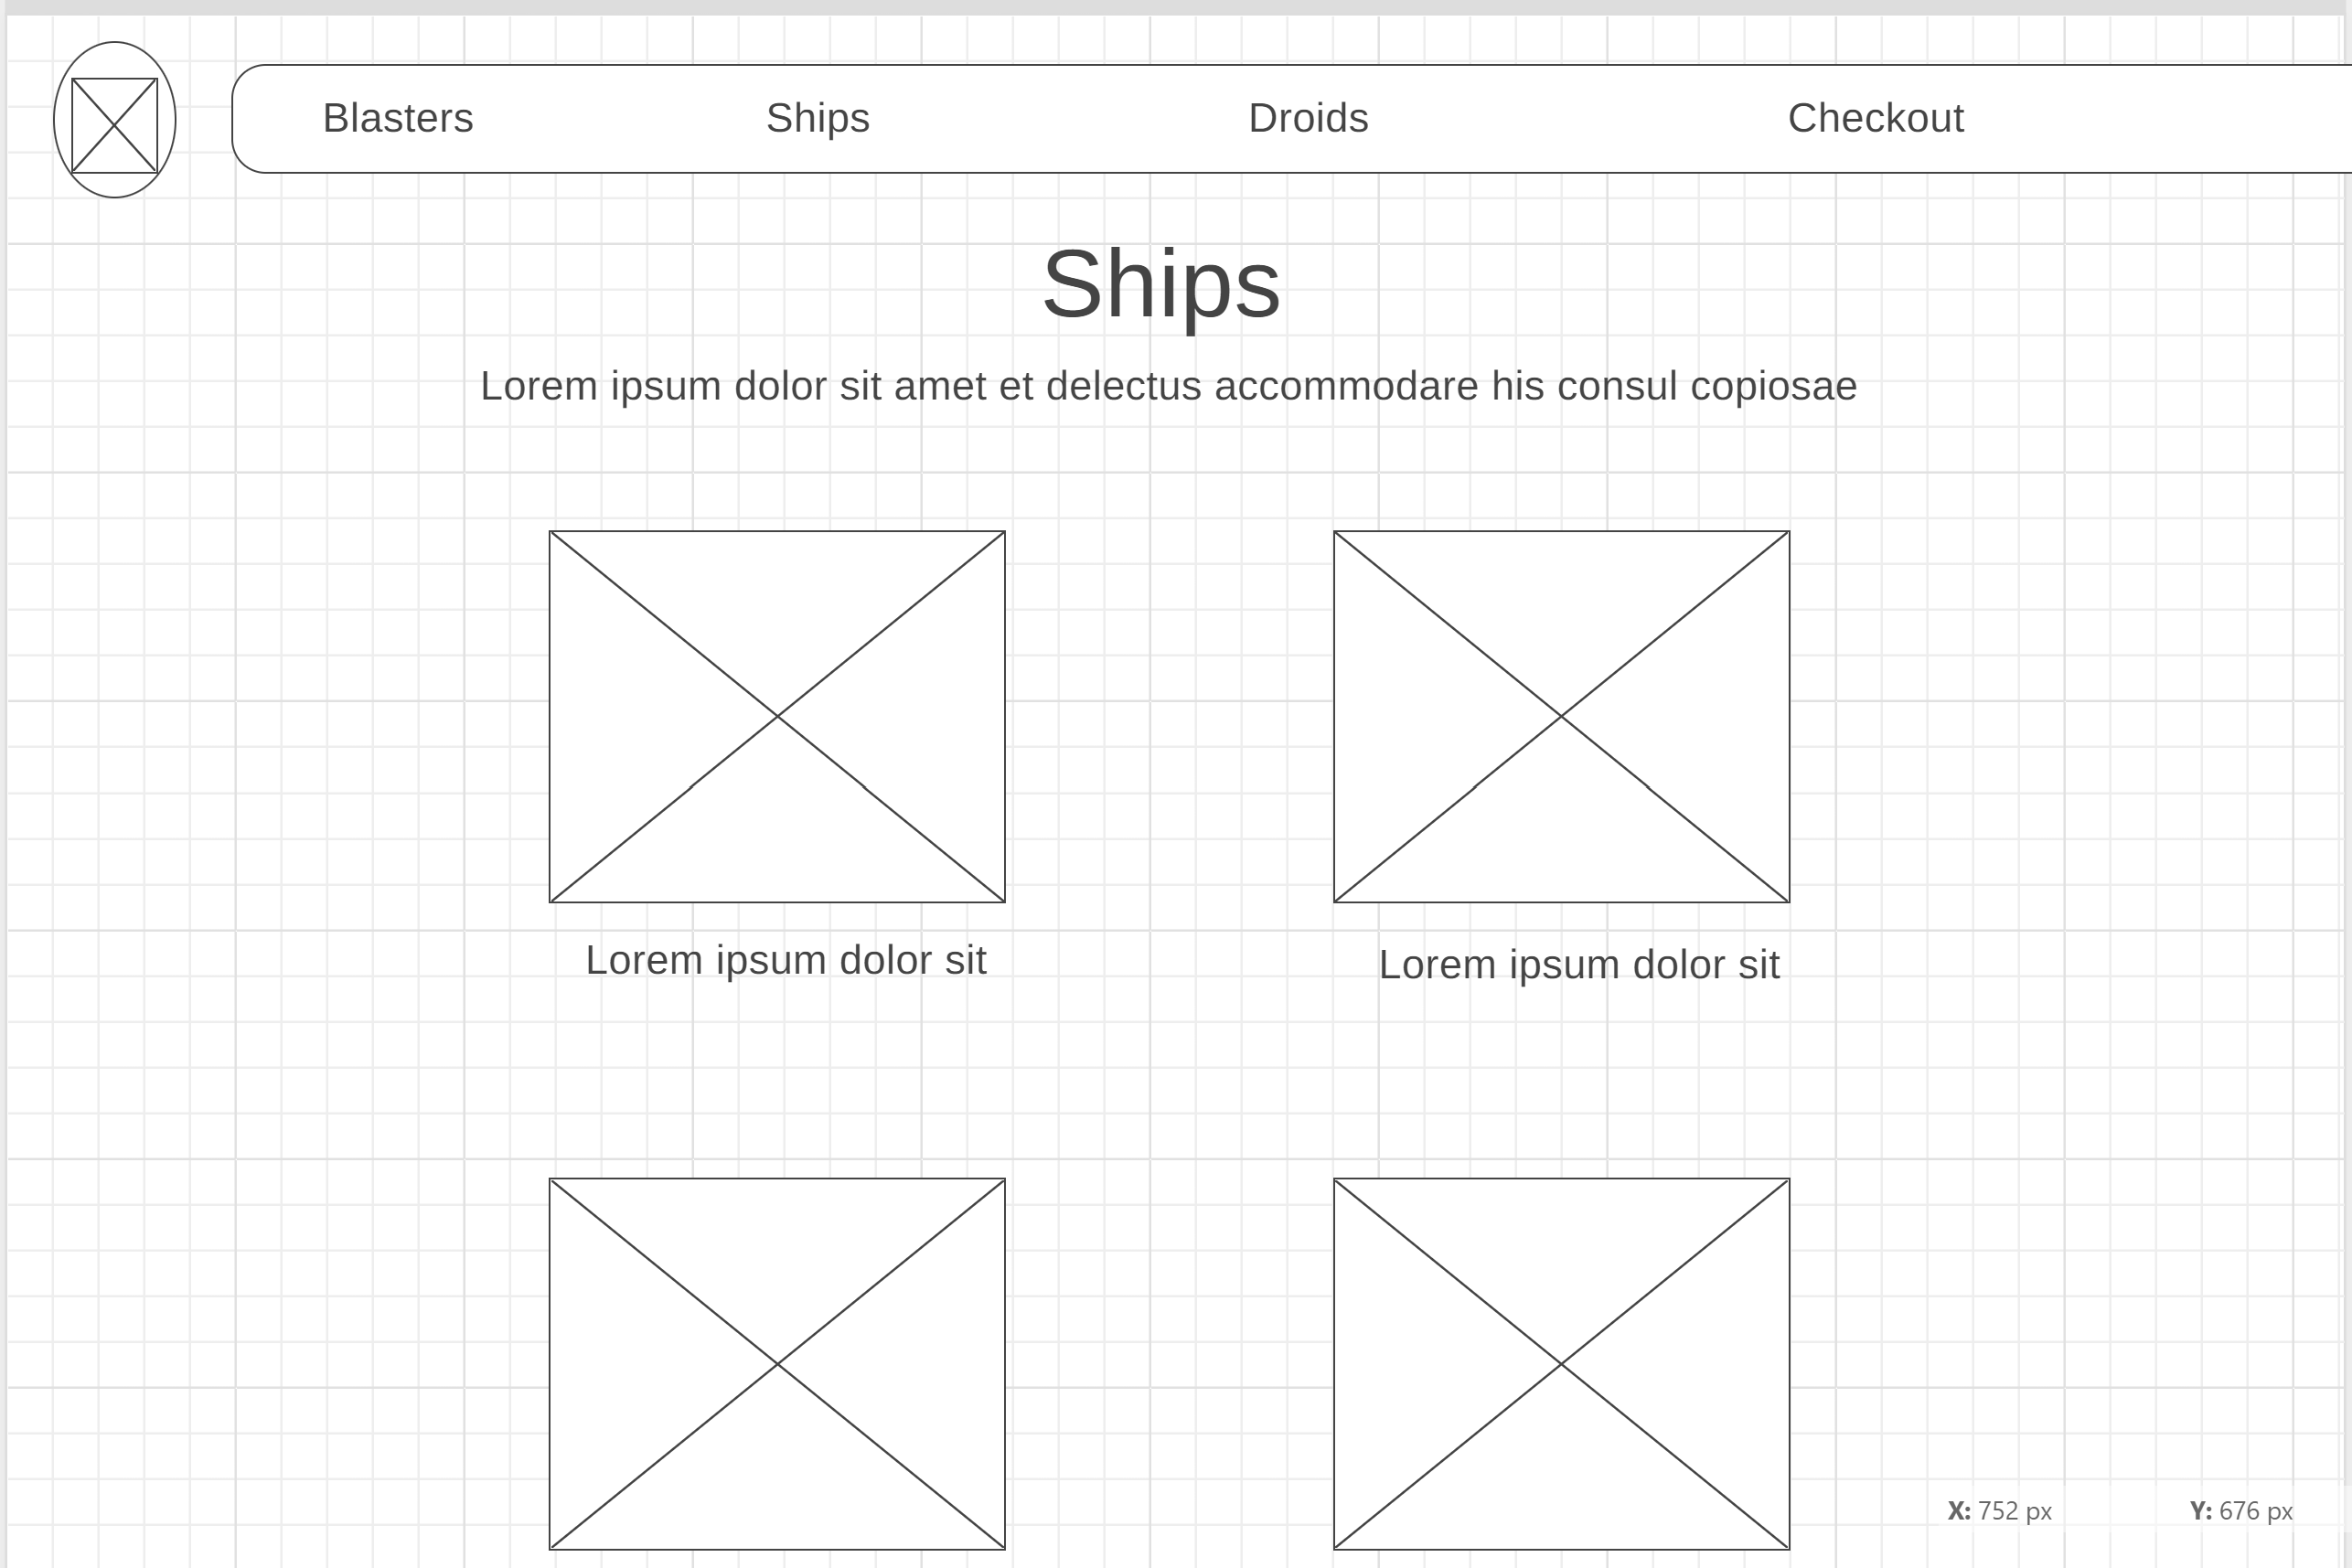 Blasters Ships Droids Checkout
Ships
Lorem ipsum dolor sit amet et delectus accommodare his consul copiosae
Lorem ipsum dolor sit
Lorem ipsum dolor sit
X: 752 px Y: 676 px